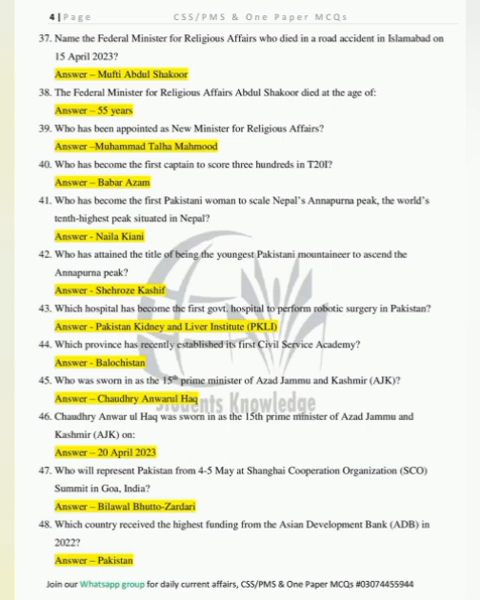 4 | Page CSS/PMS & One Paper MCQs
37. Name the Federal Minister for Religious Affairs who died in a road accident in Islamabad on
15 April 2023?
Answer – Mufti Abdul Shakoor
38. The Federal Minister for Religious Affairs Abdul Shakoor died at the age of:
Answer – 55 years
39. Who has been appointed as New Minister for Religious Affairs?
Answer –Muhammad Talha Mahmood
40. Who has become the first captain to score three hundreds in T20I?
Answer – Babar Azam
41. Who has become the first Pakistani woman to scale Nepal's Annapurna peak, the world's
tenth-highest peak situated in Nepal?
Answer - Naila Kiani
42. Who has attained the title of being the youngest Pakistani mountaineer to ascend the
Annapurna peak?
Answer - Shehroze Kashif
43. Which hospital has become the first govt. hospital to perform robotic surgery in Pakistan?
Answer - Pakistan Kidney and Liver Institute (PKLI)
44. Which province has recently established its first Civil Service Academy?
Answer - Balochistan
45. Who was sworn in as the 15th prime minister of Azad Jammu and Kashmir (AJK)?
Answer – Chaudhry Anwarul Haq
Students Knowledge
46. Chaudhry Anwar ul Haq was sworn in as the 15th prime minister of Azad Jammu and
Kashmir (AJK) on:
Answer – 20 April 2023
47. Who will represent Pakistan from 4-5 May at Shanghai Cooperation Organization (SCO)
Summit in Goa, India?
Answer – Bilawal Bhutto-Zardari
48. Which country received the highest funding from the Asian Development Bank (ADB) in
2022?
Answer – Pakistan
Join our Whatsapp group for daily current affairs, CSS/PMS & One Paper MCQs #03074455944